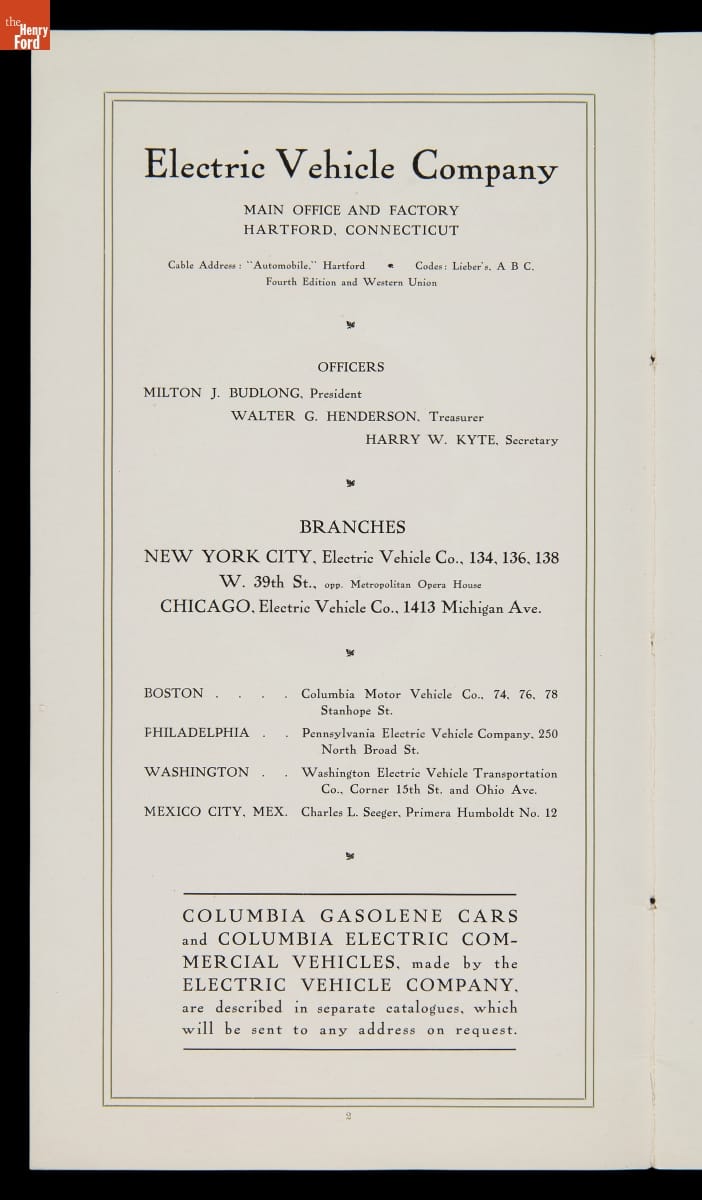 the
Henry
Ford
Electric Vehicle Company
MAIN OFFICE AND FACTORY
HARTFORD, CONNECTICUT
Cable Address: "Automobile," Hartford Codes: Lieber's, A B C,
Fourth Edition and Western Union
OFFICERS
MILTON J. BUDLONG, President
WALTER G. HENDERSON, Treasurer
HARRY W. KYTE, Secretary
BRANCHES
NEW YORK CITY, Electric Vehicle Co., 134, 136, 138
W. 39th St., opp. Metropolitan Opera House
CHICAGO, Electric Vehicle Co., 1413 Michigan Ave.
BOSTON . . . . Columbia Motor Vehicle Co., 74, 76, 78
Stanhope St.
PHILADELPHIA . . Pennsylvania Electric Vehicle Company, 250
North Broad St.
WASHINGTON . . Washington Electric Vehicle Transportation
Co., Corner 15th St. and Ohio Ave.
MEXICO CITY, MEX. Charles L. Seeger, Primera Humboldt No. 12
COLUMBIA GASOLENE CARS
and COLUMBIA ELECTRIC COM-
MERCIAL VEHICLES, made by the
ELECTRIC VEHICLE COMPANY,
are described in separate catalogues, which
will be sent to any address on request.
2